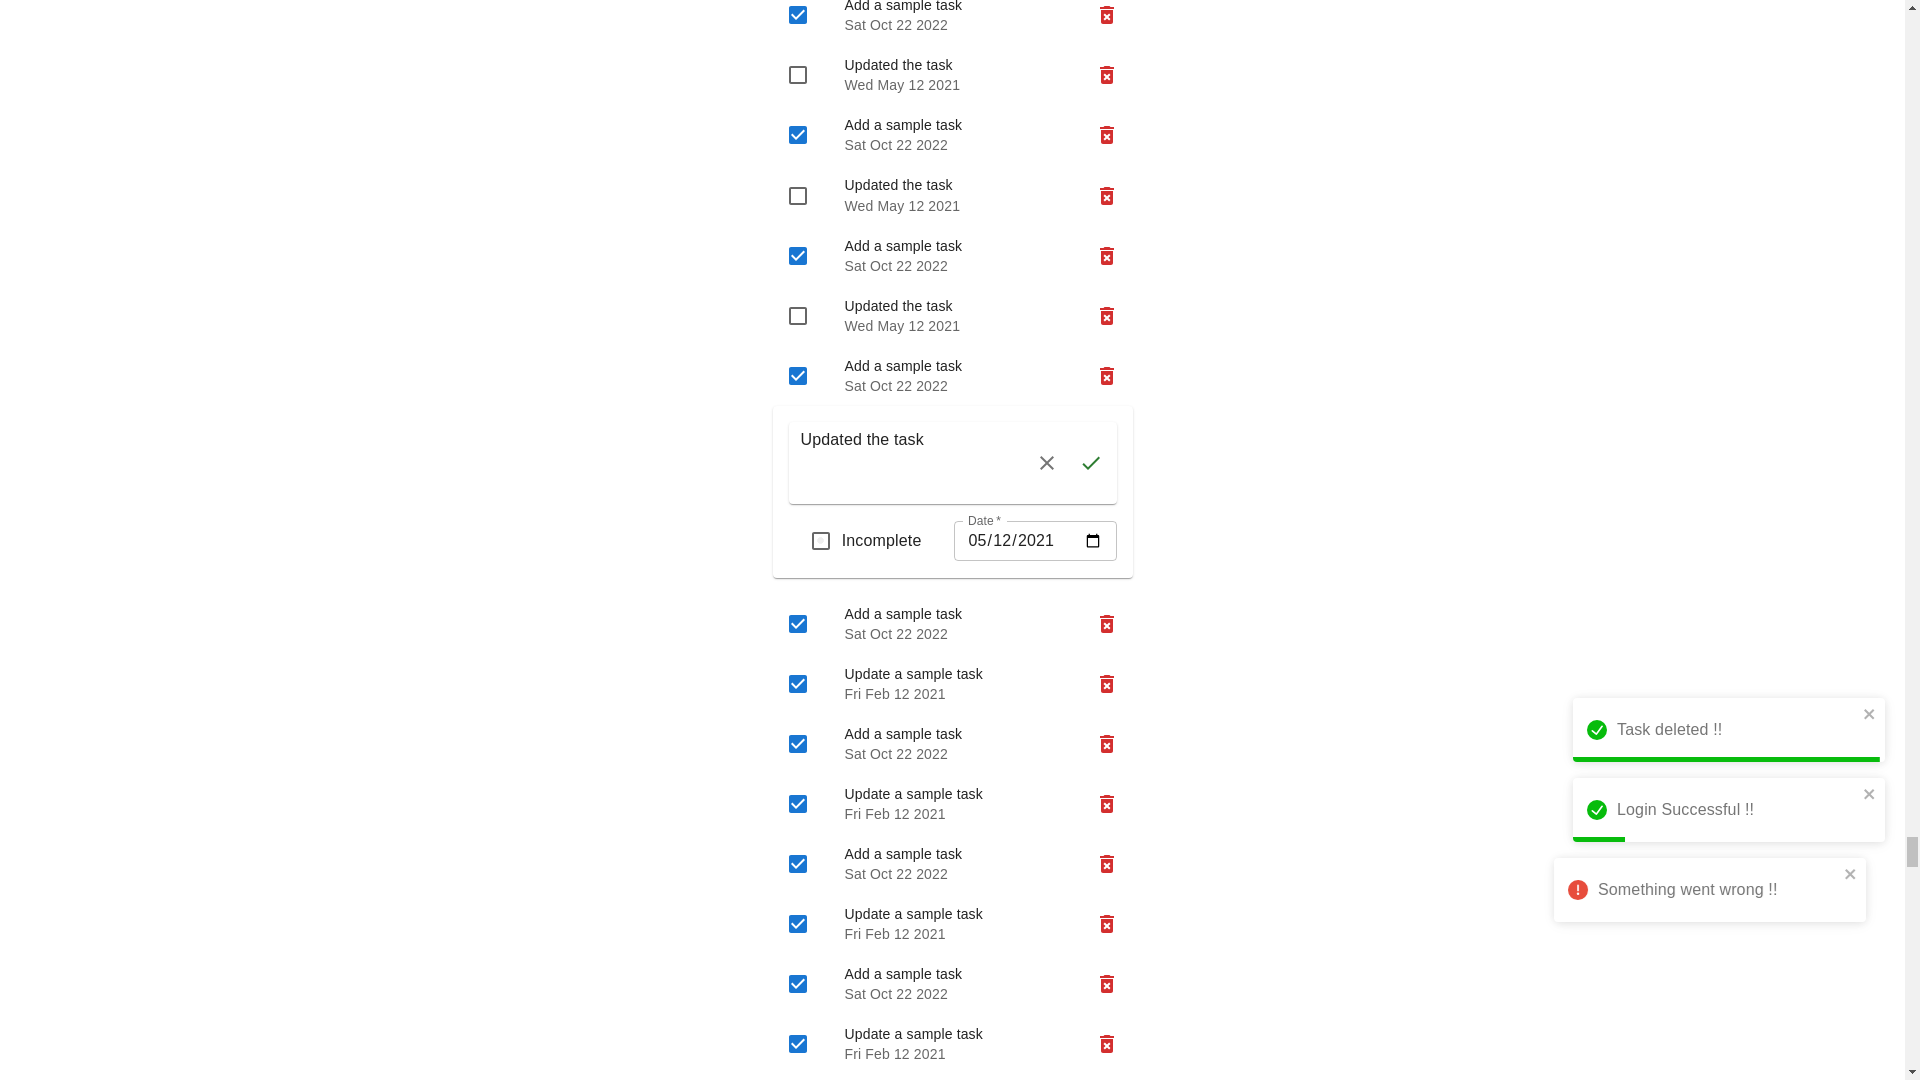 Add a sample task
Sat Oct 22 2022
Updated the task
Wed May 12 2021
Add a sample task
Sat Oct 22 2022
Updated the task
Wed May 12 2021
Add a sample task
Sat Oct 22 2022
Updated the task
Wed May 12 2021
Add a sample task
Sat Oct 22 2022
Updated the task
Date *
Incomplete
05/12/2021
Add a sample task
Sat Oct 22 2022
Update a sample task
Fri Feb 12 2021
Add a sample task
Sat Oct 22 2022
Update a sample task
Fri Feb 12 2021
Add a sample task
Sat Oct 22 2022
Update a sample task
Fri Feb 12 2021
Add a sample task
Sat Oct 22 2022
Update a sample task
Fri Feb 12 2021
Task deleted !!
Login Successful !!
Something went wrong !!